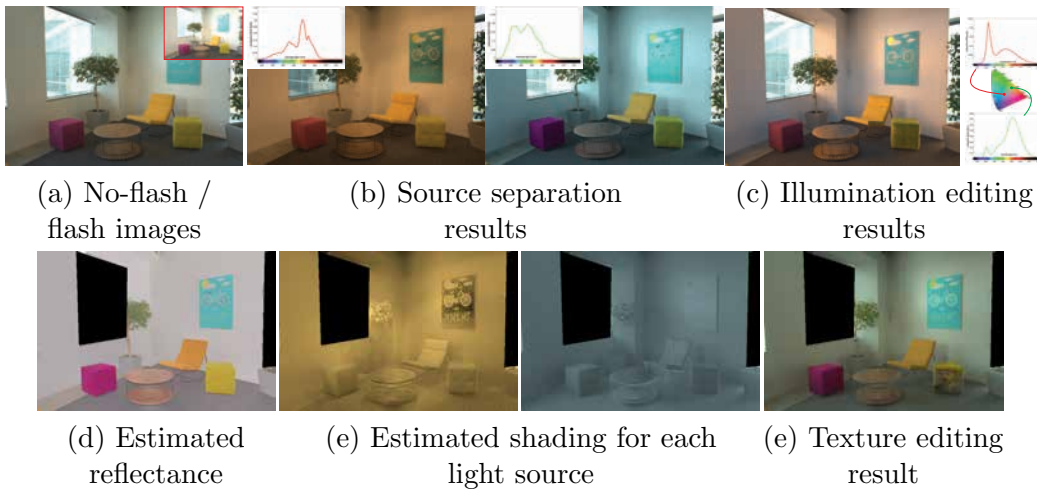 (a) No-flash /
flash images
(b) Source separation
results
(c) Illumination editing
results
(d) Estimated
reflectance
(e) Estimated shading for each
light source
(e) Texture editing
result